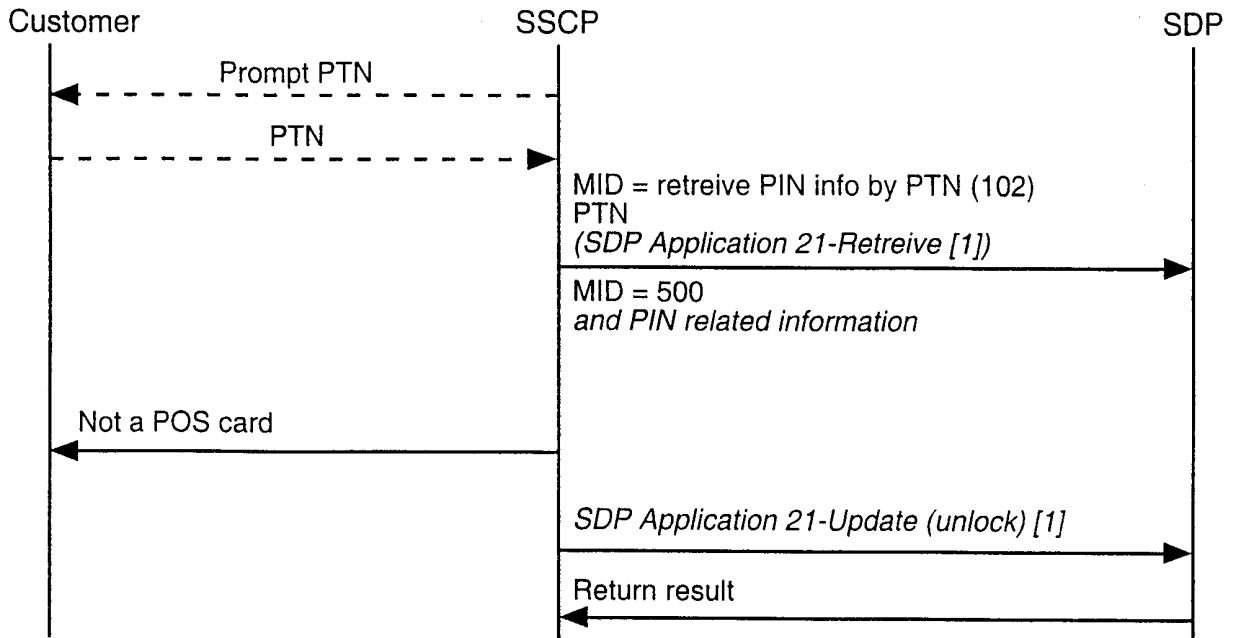 Customer
SSCP
SDP
Prompt PTN
PTN
MID = retreive PIN info by PTN (102)
PTN
(SDP Application 21-Retreive [1])
MID = 500
and PIN related information
Not a POS card
SDP Application 21-Update (unlock) [1]
Return result